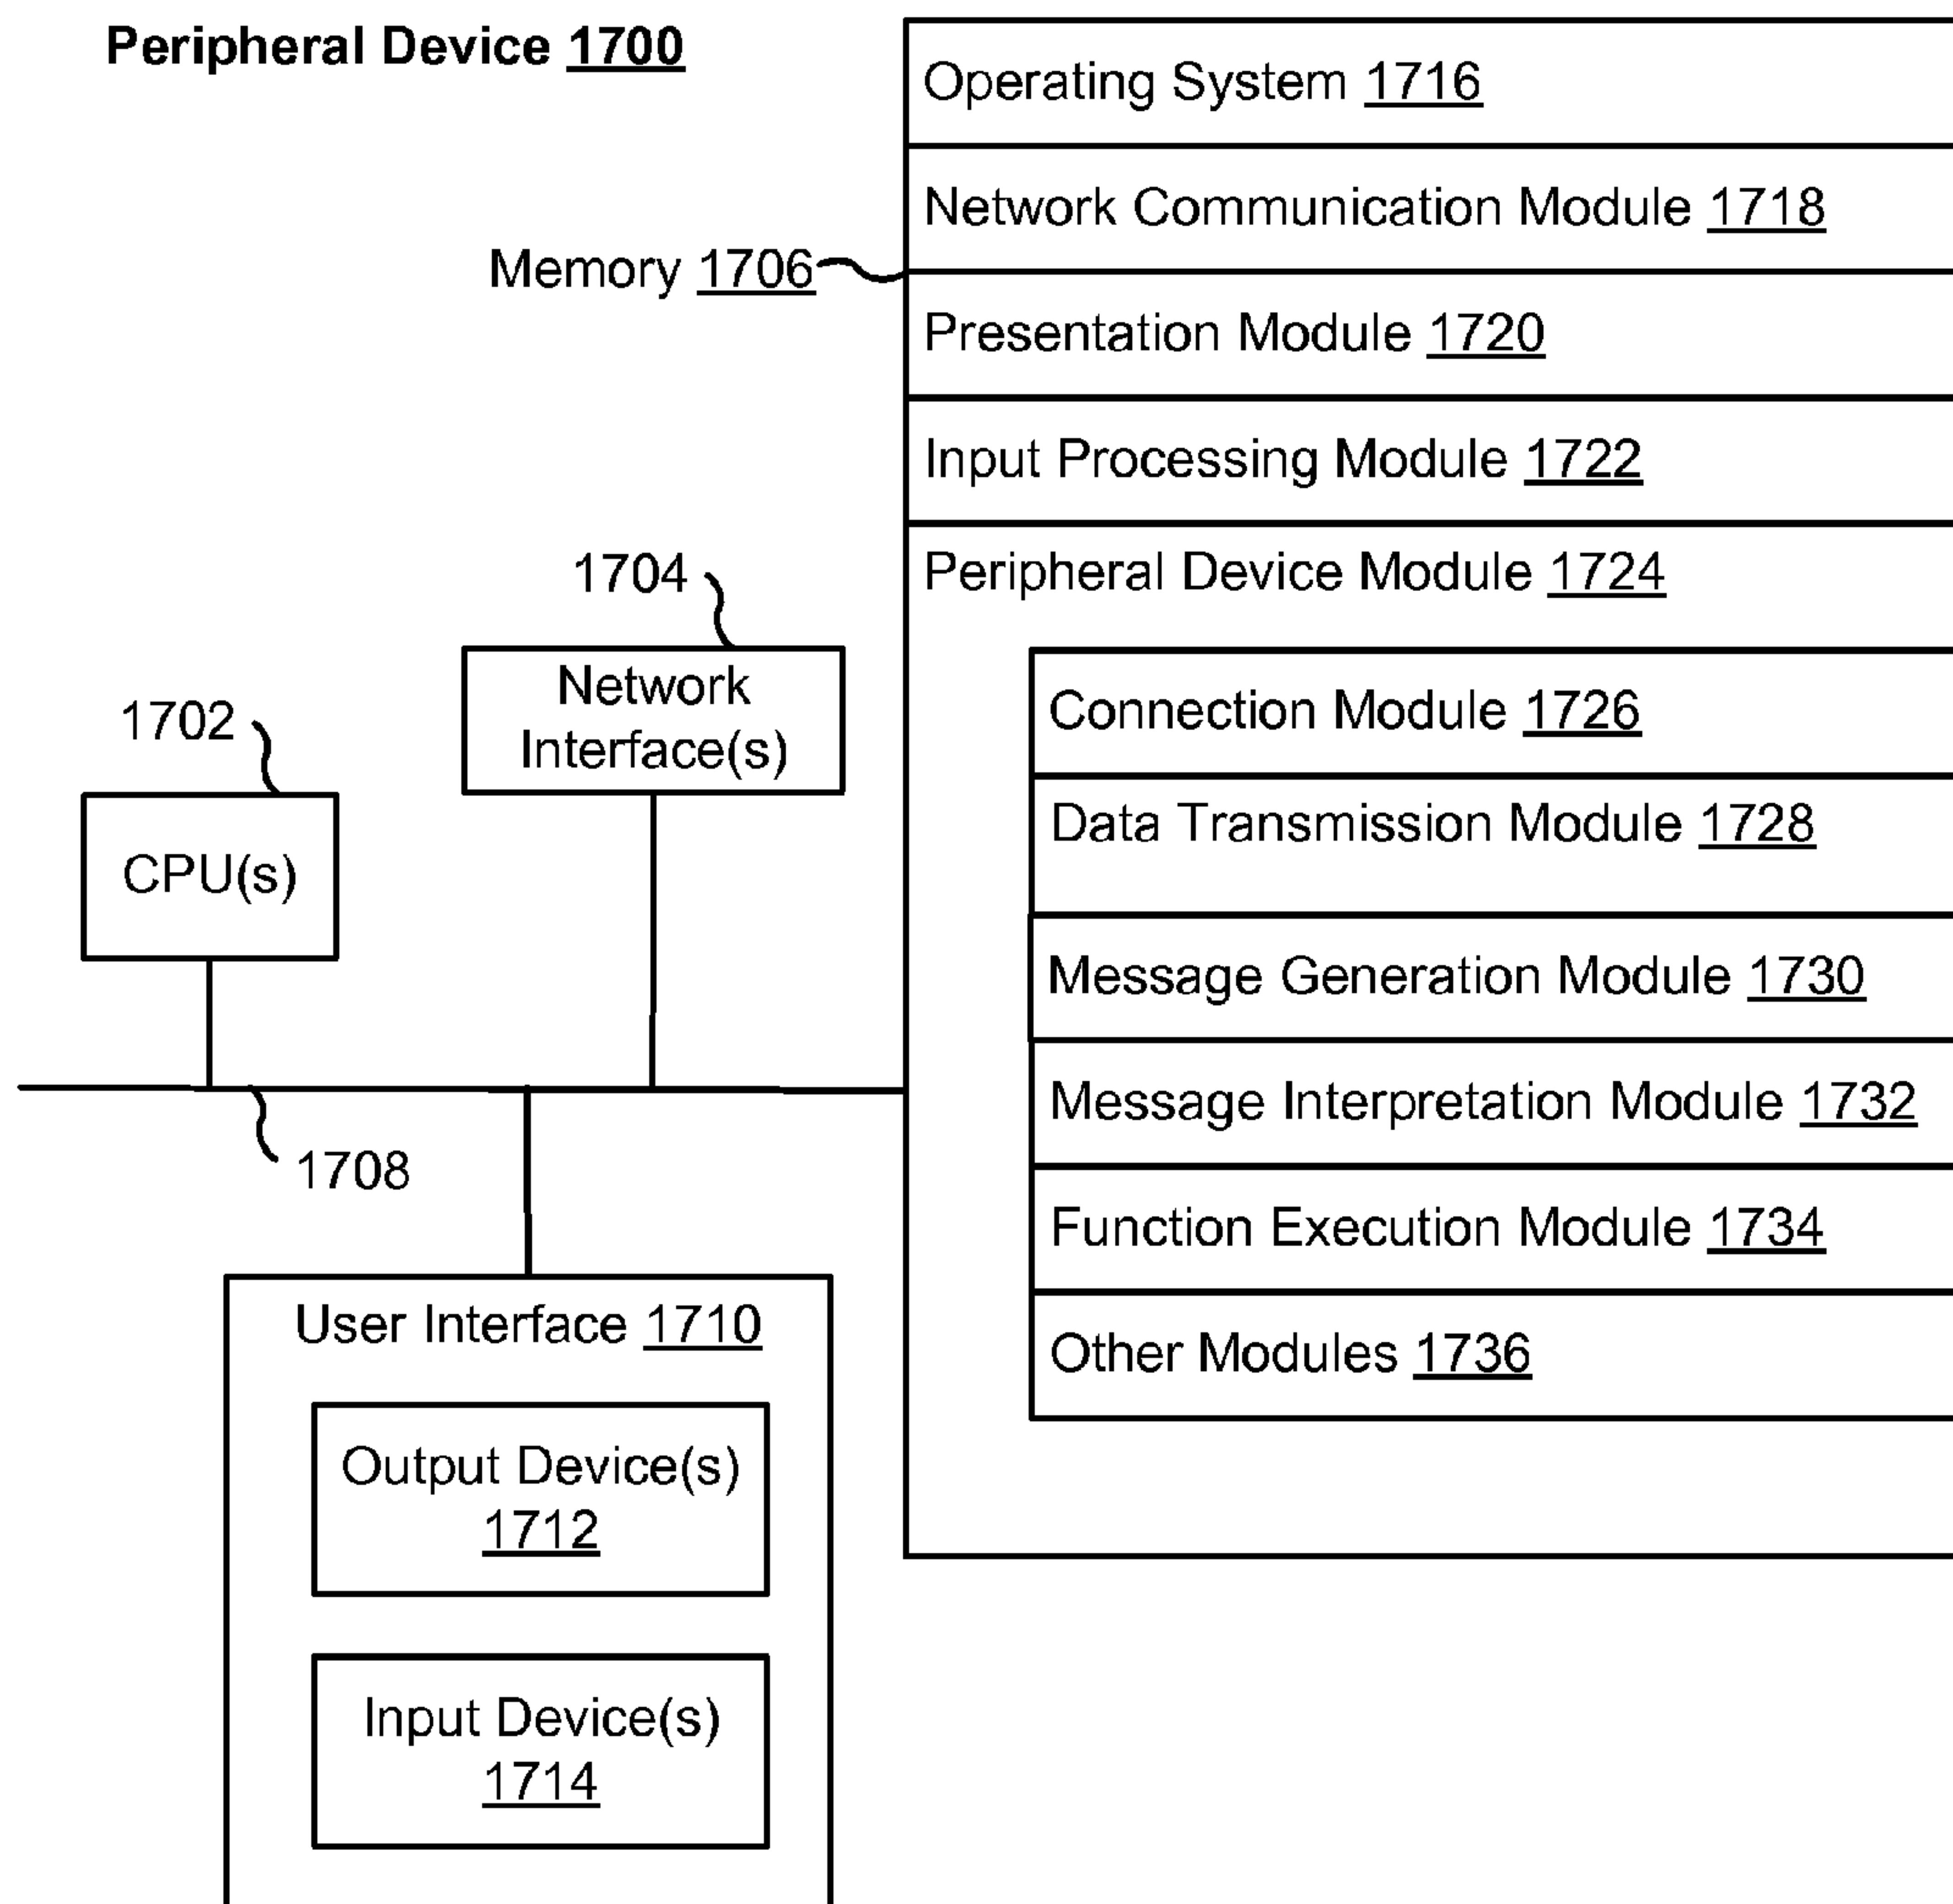 Peripheral Device 1700
Operating System 1716
Network Communication Module 1718
Memory 1706
Presentation Module 1720
Input Processing Module 1722
Peripheral Device Module 1724
1704
Network
Interface(s)
1702
CPU(s)
Connection Module 1726
Data Transmission Module 1728
Message Generation Module 1730
Message Interpretation Module 1732
Function Execution Module 1734
Other Modules 1736
1708
User Interface 1710
Output Device(s)
1712
Input Device(s)
1714